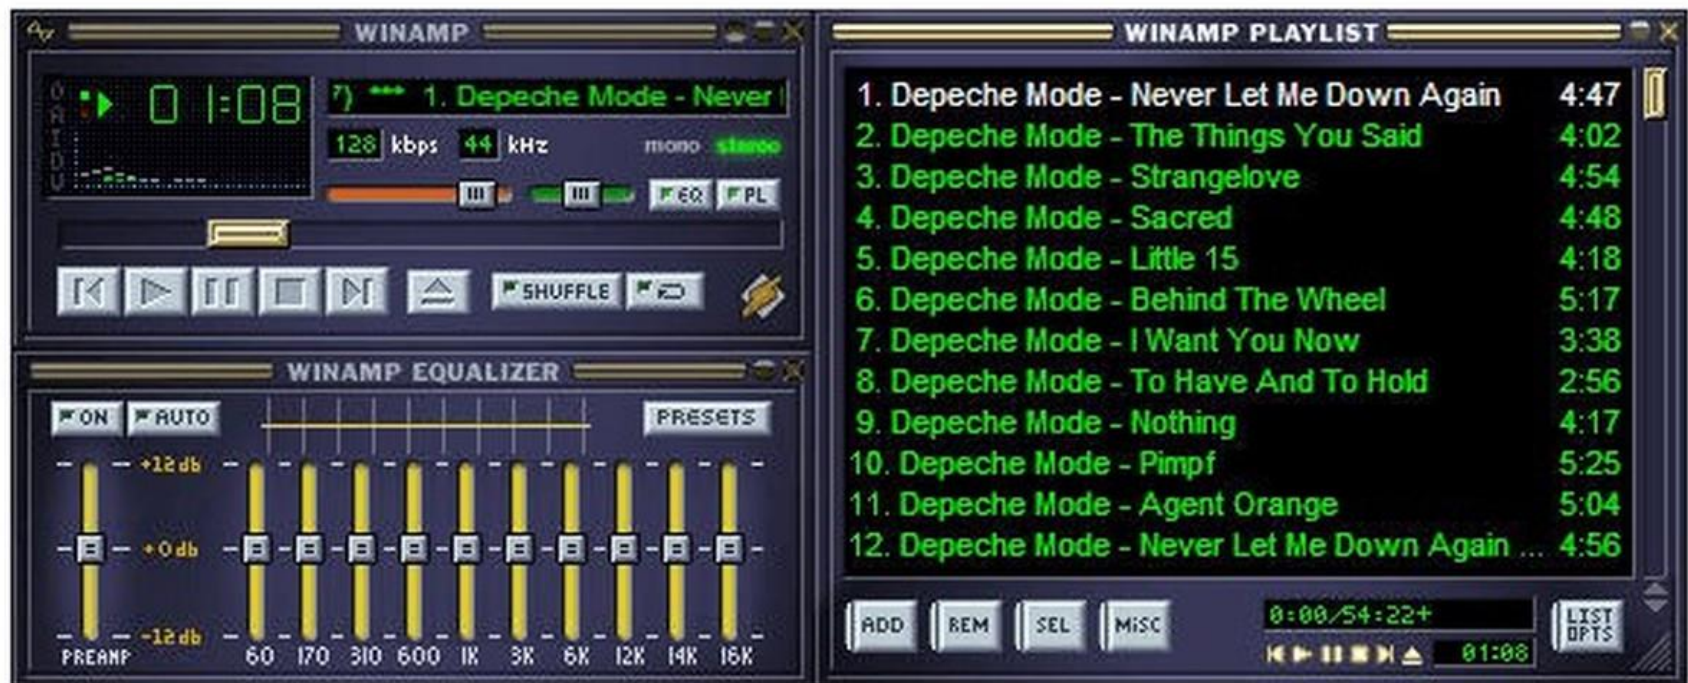 WINAMP
O
A
I
D
V
01:08
7) *** 1. Depeche Mode - Never
128 kbps 44 kHz mono stereo
EQ PL
SHUFFLE
WINAMP EQUALIZER
ON AUTO PRESETS
+12db
+0db
-12db
PREAMP 60 170 310 600 1K 3K 6K 12K 14K 16K
WINAMP PLAYLIST
1. Depeche Mode - Never Let Me Down Again 4:47
2. Depeche Mode - The Things You Said 4:02
3. Depeche Mode - Strangelove 4:54
4. Depeche Mode - Sacred 4:48
5. Depeche Mode - Little 15 4:18
6. Depeche Mode - Behind The Wheel 5:17
7. Depeche Mode - I Want You Now 3:38
8. Depeche Mode - To Have And To Hold 2:56
9. Depeche Mode - Nothing 4:17
10. Depeche Mode - Pimpf 5:25
11. Depeche Mode - Agent Orange 5:04
12. Depeche Mode - Never Let Me Down Again ... 4:56
ADD REM SEL MISC
0:00/54:22+
01:08
LIST
OPTS